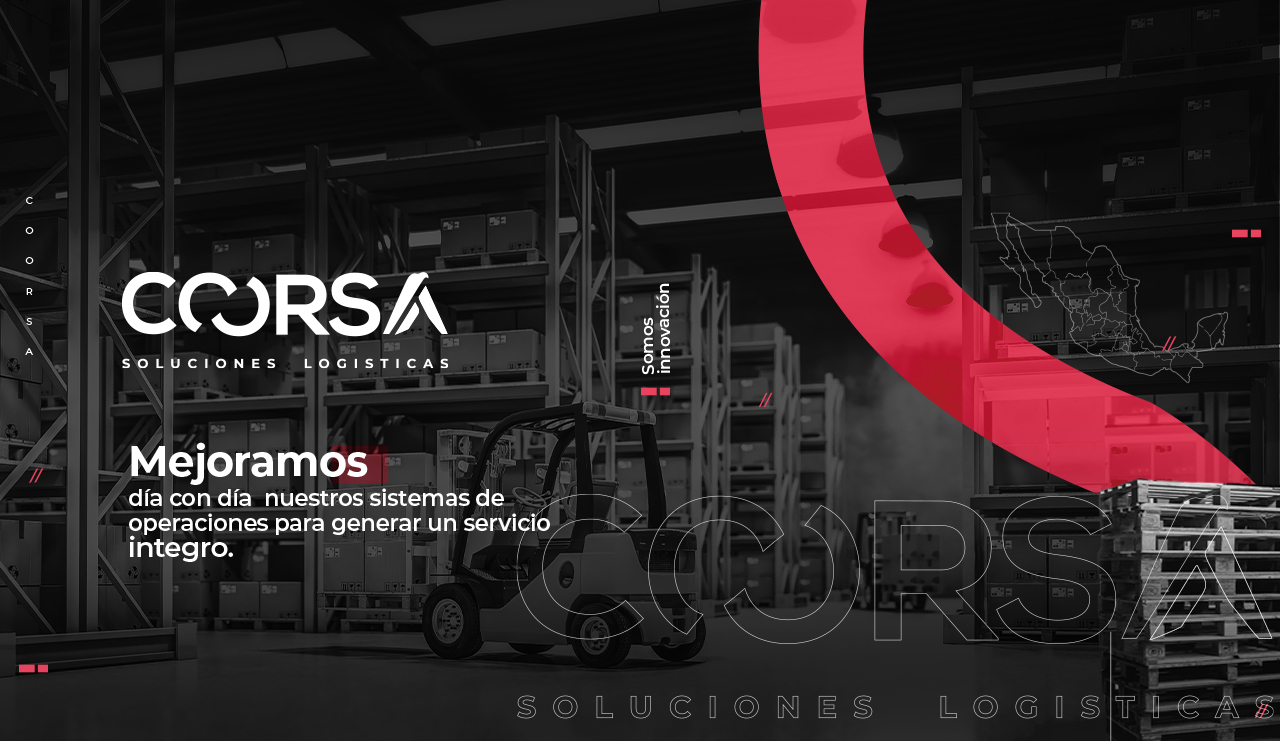 COORSA
COORSA
SOLUCIONES LOGISTICAS
Somos
innovación
Mejoramos
día con día nuestros sistemas de
operaciones para generar un servicio
integro.
COORSA
SOLUCIONES LOGISTICAS